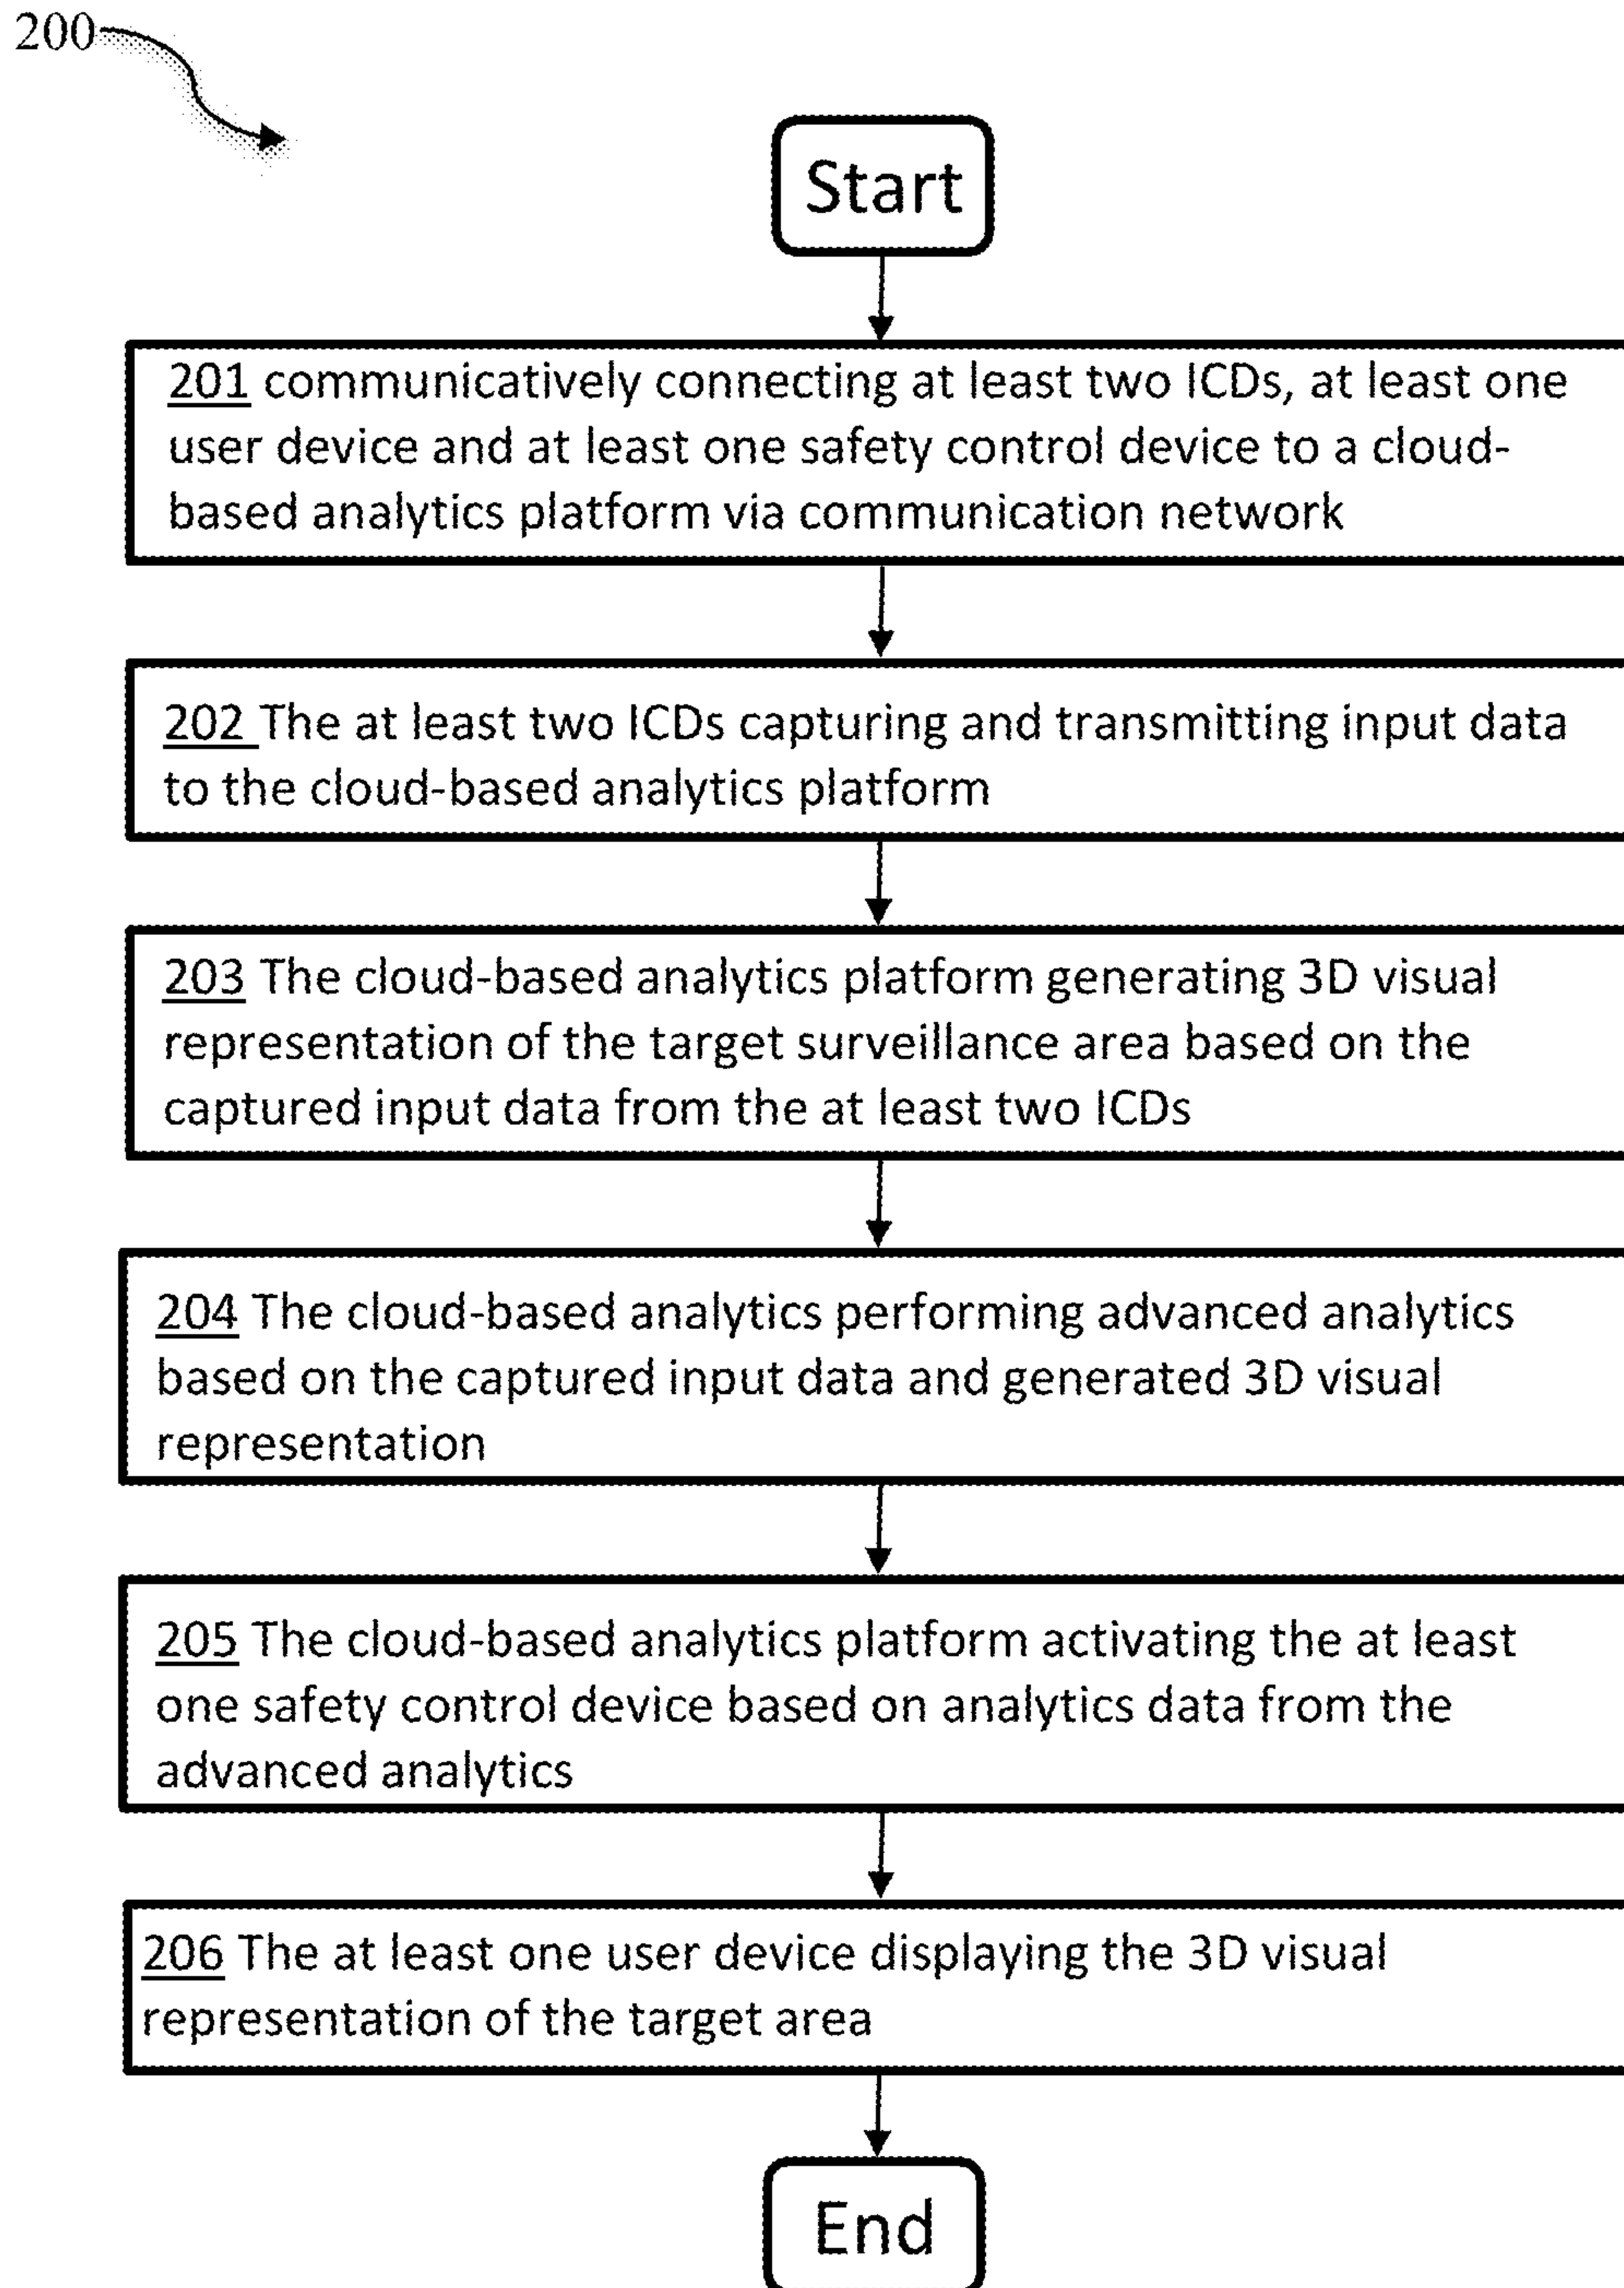 200
Start
201 communicatively connecting at least two ICDs, at least one
user device and at least one safety control device to a cloud-
based analytics platform via communication network
202 The at least two ICDs capturing and transmitting input data
to the cloud-based analytics platform
203 The cloud-based analytics platform generating 3D visual
representation of the target surveillance area based on the
captured input data from the at least two ICDs
204 The cloud-based analytics performing advanced analytics
based on the captured input data and generated 3D visual
representation
205 The cloud-based analytics platform activating the at least
one safety control device based on analytics data from the
advanced analytics
206 The at least one user device displaying the 3D visual
representation of the target area
End